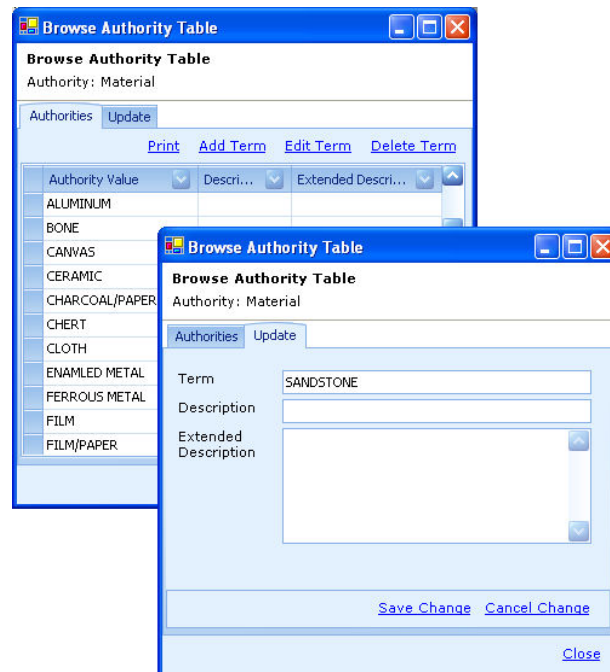 Browse Authority Table
Browse Authority Table
Authority: Material
Authorities Update
Print Add Term Edit Term Delete Term
Authority Value Descri... Extended Descri...
ALUMINUM
BONE
CANVAS
CERAMIC
CHARCOAL/PAPER
CHERT
CLOTH
ENAMLED METAL
FERROUS METAL
FILM
FILM/PAPER
Browse Authority Table
Browse Authority Table
Authority: Material
Authorities Update
Term SANDSTONE
Description
Extended
Description
Save Change Cancel Change
Close